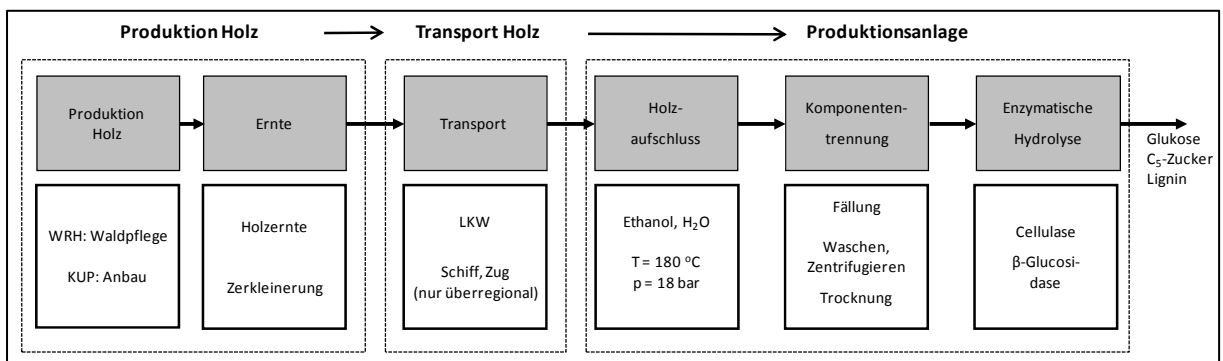 Produktion Holz
Transport Holz
Produktionsanlage
Produktion
Holz
Ernte
Transport
Holz-
aufschluss
Komponenten-
trennung
Enzymatische
Hydrolyse
Glukose
C₅-Zucker
Lignin
WRH: Waldpflege
KUP: Anbau
Holzernte
Zerkleinerung
LKW
Schiff, Zug
(nur überregional)
Ethanol, H₂O
T = 180 °C
p = 18 bar
Fällung
Waschen,
Zentrifugieren
Trocknung
Cellulase
β-Glucosi-
dase